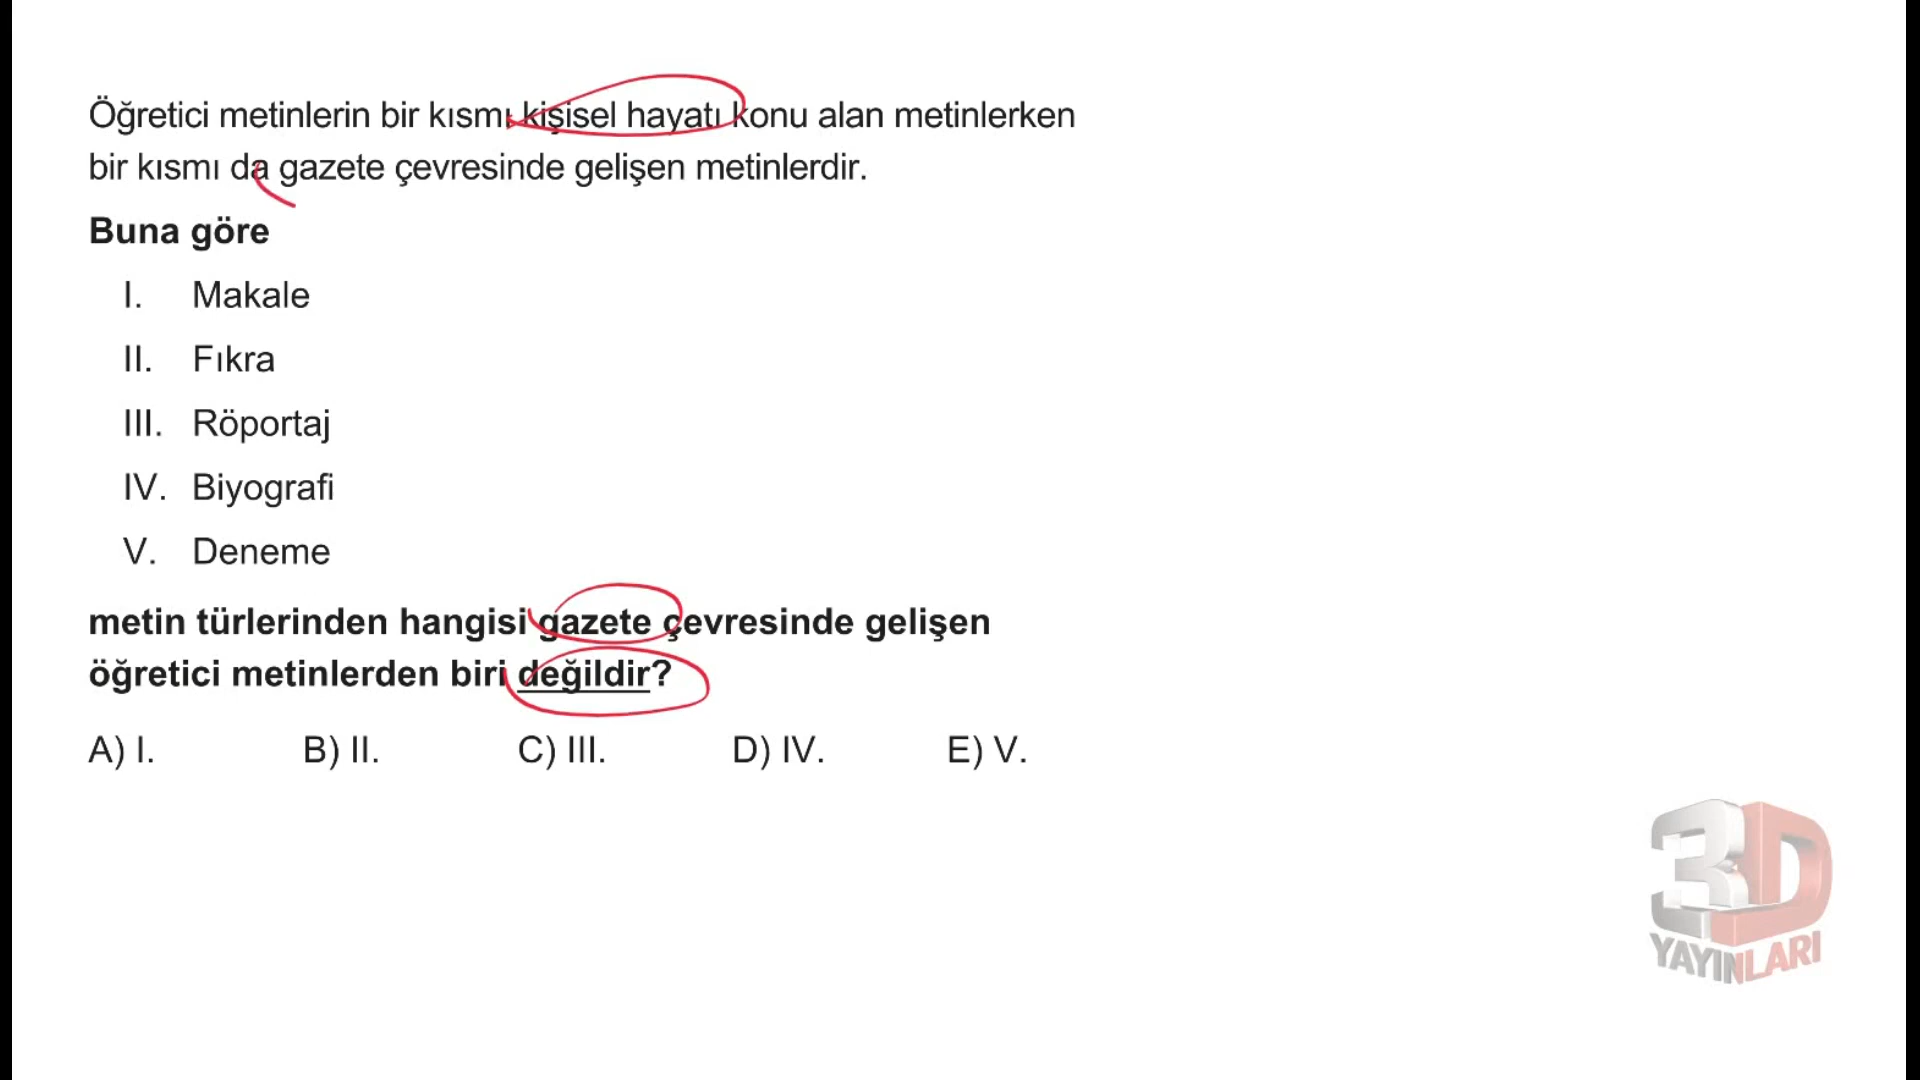 Öğretici metinlerin bir kısmı kişisel hayatı konu alan metinlerken
bir kısmı da gazete çevresinde gelişen metinlerdir.
Buna göre
I. Makale
II. Fıkra
III. Röportaj
IV. Biyografi
V. Deneme
metin türlerinden hangisi gazete çevresinde gelişen
öğretici metinlerden biri değildir?
A) I. B) II. C) III. D) IV. E) V.
3D
YAYINLARI